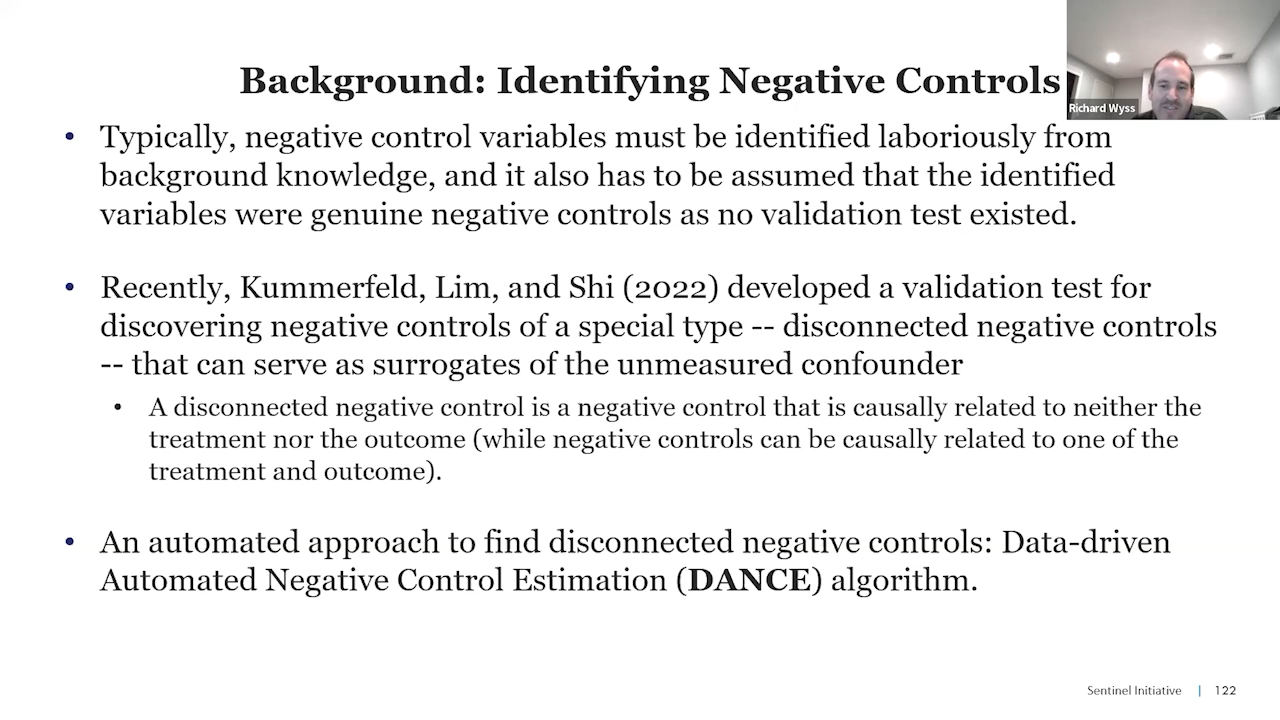 Background: Identifying Negative Controls
Richard Wyss
• Typically, negative control variables must be identified laboriously from
background knowledge, and it also has to be assumed that the identified
variables were genuine negative controls as no validation test existed.
• Recently, Kummerfeld, Lim, and Shi (2022) developed a validation test for
discovering negative controls of a special type -- disconnected negative controls
-- that can serve as surrogates of the unmeasured confounder
• A disconnected negative control is a negative control that is causally related to neither the
treatment nor the outcome (while negative controls can be causally related to one of the
treatment and outcome).
• An automated approach to find disconnected negative controls: Data-driven
Automated Negative Control Estimation (DANCE) algorithm.
Sentinel Initiative | 122